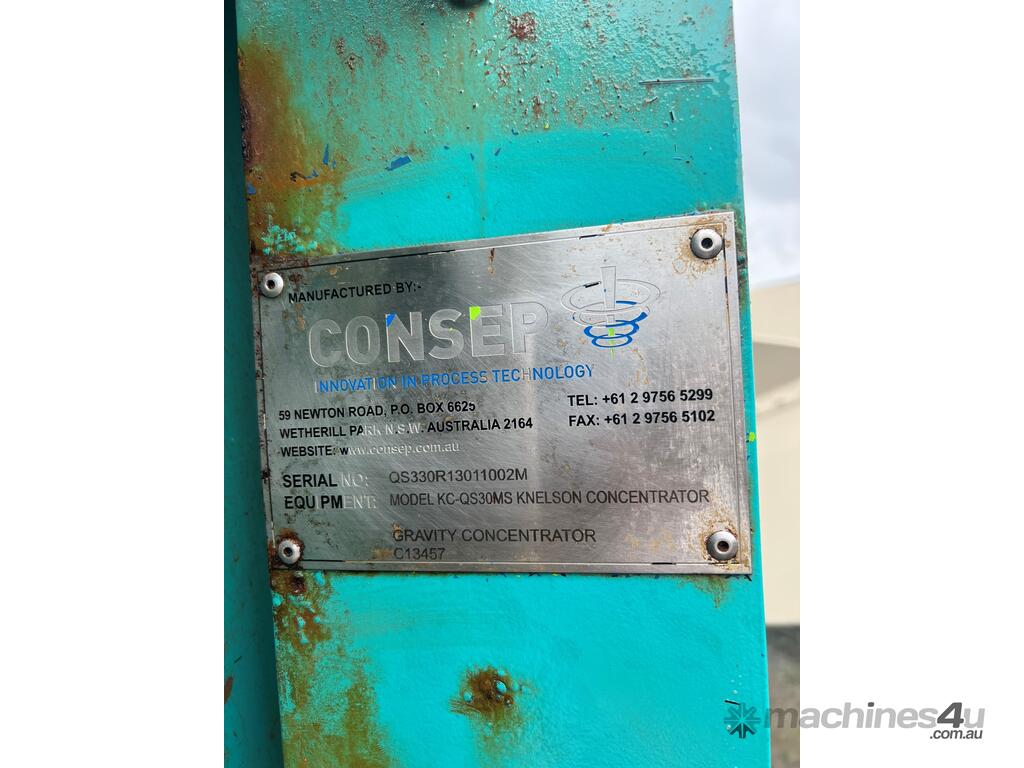 MANUFACTURED BY:-
CONSEP
INNOVATION IN PROCESS TECHNOLOGY
59 NEWTON ROAD, P.O. BOX 6625
WETHERILL PARK N.S.W. AUSTRALIA 2164
WEBSITE: www.consep.com.au
TEL: +61 2 9756 5299
FAX: +61 2 9756 5102
SERIAL NO: QS330R13011002M
EQUIPMENT: MODEL KC-QS30MS KNELSON CONCENTRATOR
GRAVITY CONCENTRATOR
C13457
machines4u
.com.au